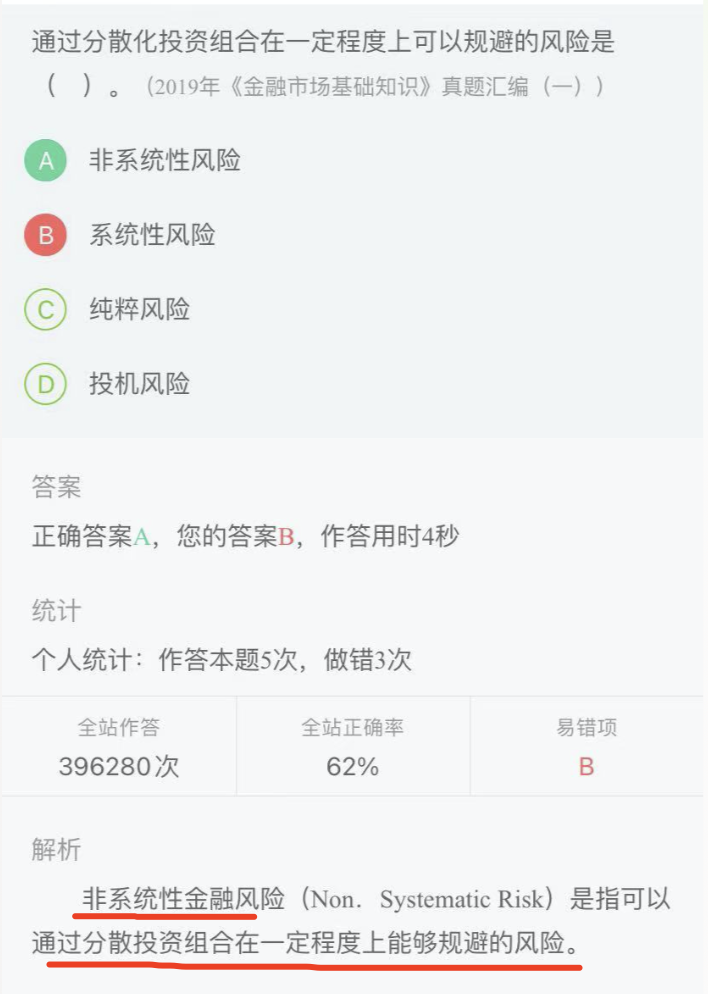 通过分散化投资组合在一定程度上可以规避的风险是
（ ）。（2019年《金融市场基础知识》真题汇编（一））
A 非系统性风险
B 系统性风险
C 纯粹风险
D 投机风险
答案
正确答案A，您的答案B，作答用时4秒
统计
个人统计：作答本题5次，做错3次
全站作答 全站正确率 易错项
396280次 62% B
解析
非系统性金融风险（Non．Systematic Risk）是指可以
通过分散投资组合在一定程度上能够规避的风险。